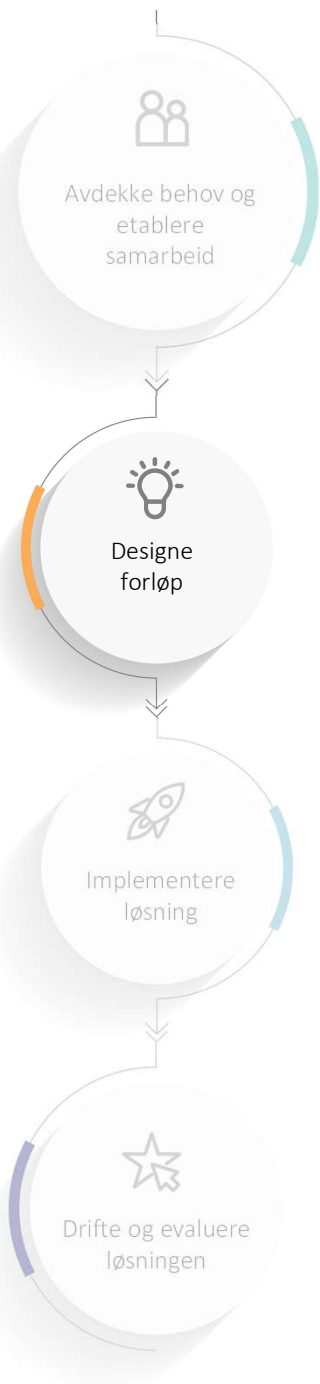 Avdekke behov og
etablere
samarbeid
Designe
forløp
Implementere
løsning
Drifte og evaluere
løsningen